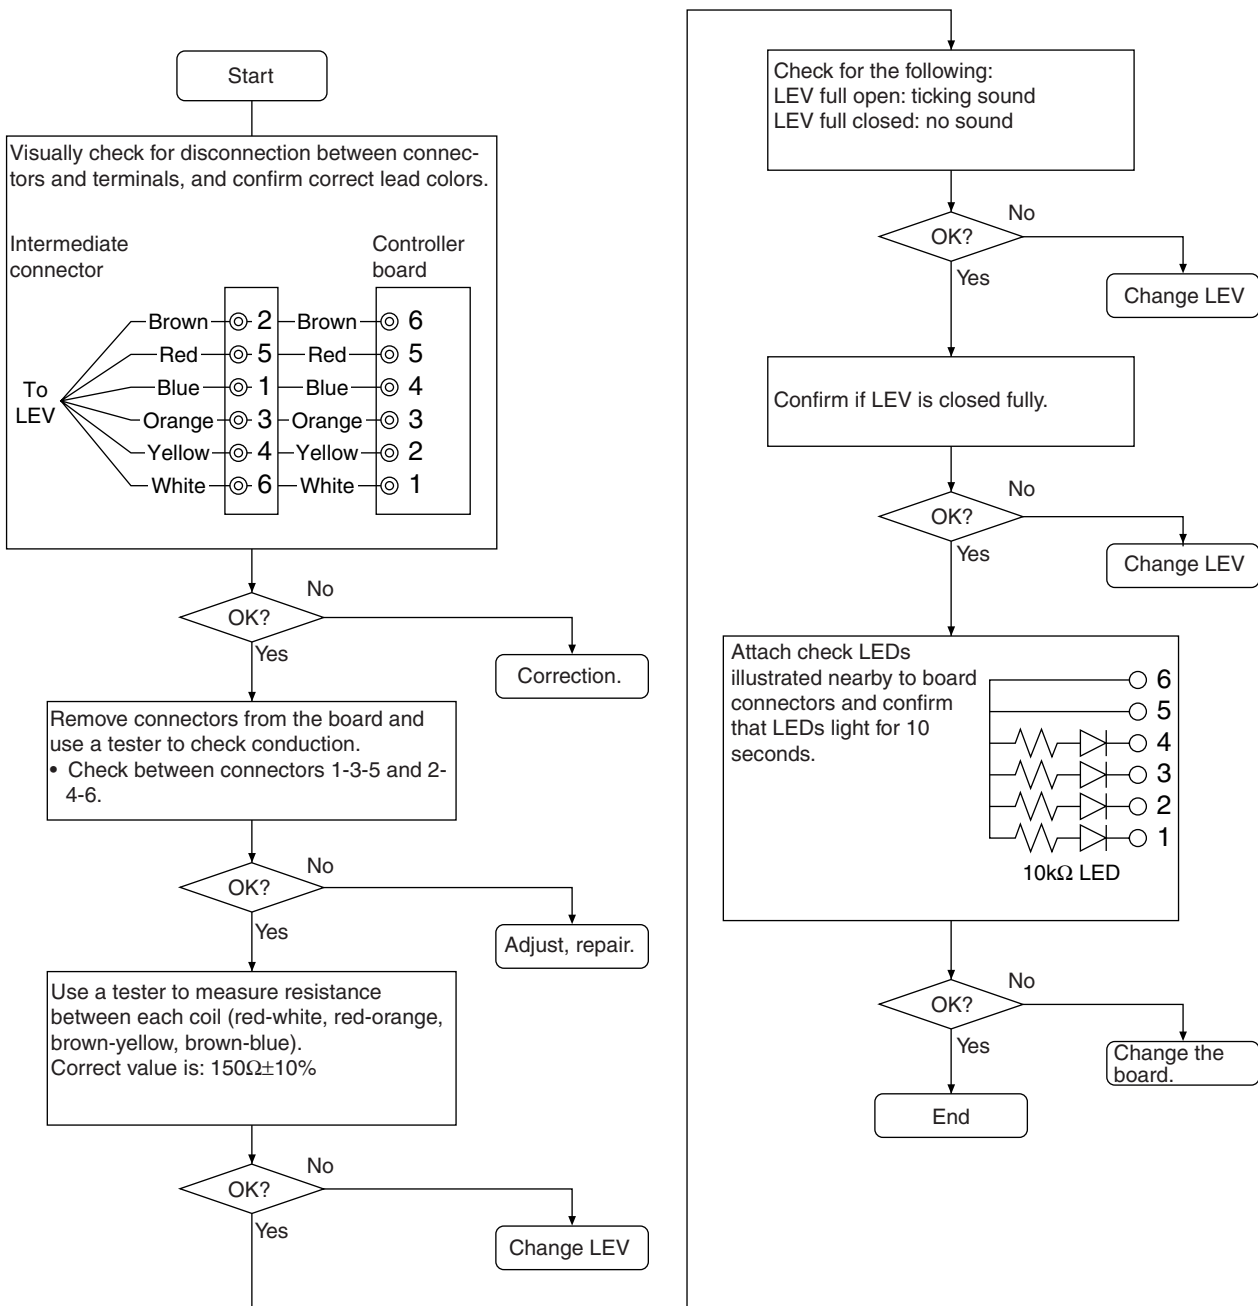 Start
Visually check for disconnection between connec-
tors and terminals, and confirm correct lead colors.
Intermediate
connector
Controller
board
Brown 2 Brown 6
Red 5 Red 5
Blue 1 Blue 4
Orange 3 Orange 3
Yellow 4 Yellow 2
White 6 White 1
To
LEV
OK?
No
Yes
Correction.
Remove connectors from the board and
use a tester to check conduction.
• Check between connectors 1-3-5 and 2-
4-6.
OK?
No
Yes
Adjust, repair.
Use a tester to measure resistance
between each coil (red-white, red-orange,
brown-yellow, brown-blue).
Correct value is: 150Ω±10%
OK?
No
Yes
Change LEV
Check for the following:
LEV full open: ticking sound
LEV full closed: no sound
OK?
No
Yes
Change LEV
Confirm if LEV is closed fully.
OK?
No
Yes
Change LEV
Attach check LEDs
illustrated nearby to board
connectors and confirm
that LEDs light for 10
seconds.
6
5
4
3
2
1
10kΩ LED
OK?
No
Yes
Change the
board.
End